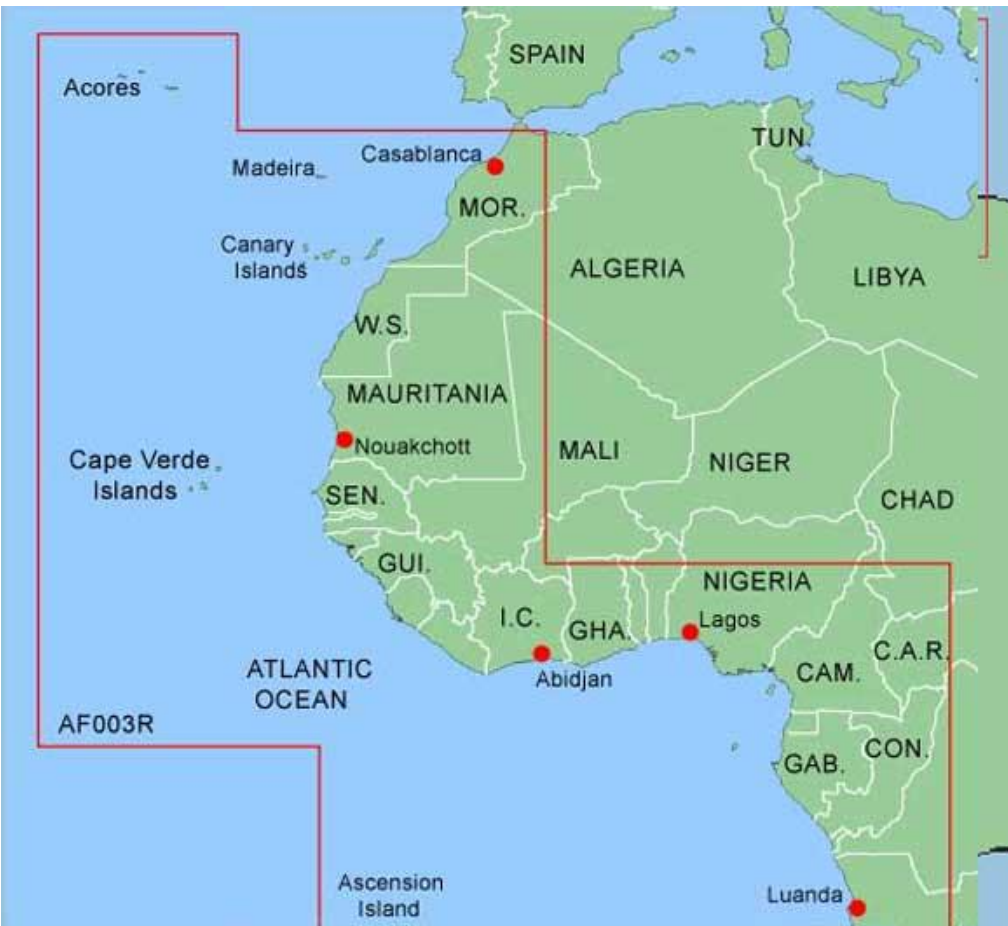 SPAIN
Acores
TUN.
Casablanca
Madeira
MOR.
Canary
Islands
ALGERIA
LIBYA
W.S.
MAURITANIA
Nouakchott
MALI
Cape Verde
Islands
NIGER
SEN.
CHAD
GUI.
NIGERIA
I.C.
GHA.
Lagos
C.A.R.
ATLANTIC
OCEAN
Abidjan
CAM.
AF003R
CON.
GAB.
Ascension
Island
Luanda